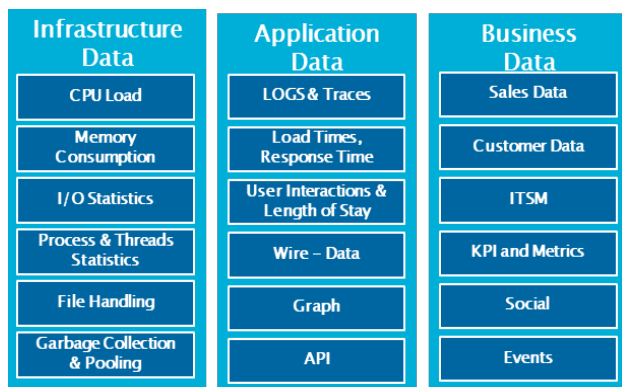 Infrastructure
Data
CPU Load
Memory
Consumption
I/O Statistics
Process & Threads
Statistics
File Handling
Garbage Collection
& Pooling
Application
Data
LOGS & Traces
Load Times,
Response Time
User Interactions &
Length of Stay
Wire – Data
Graph
API
Business
Data
Sales Data
Customer Data
ITSM
KPI and Metrics
Social
Events